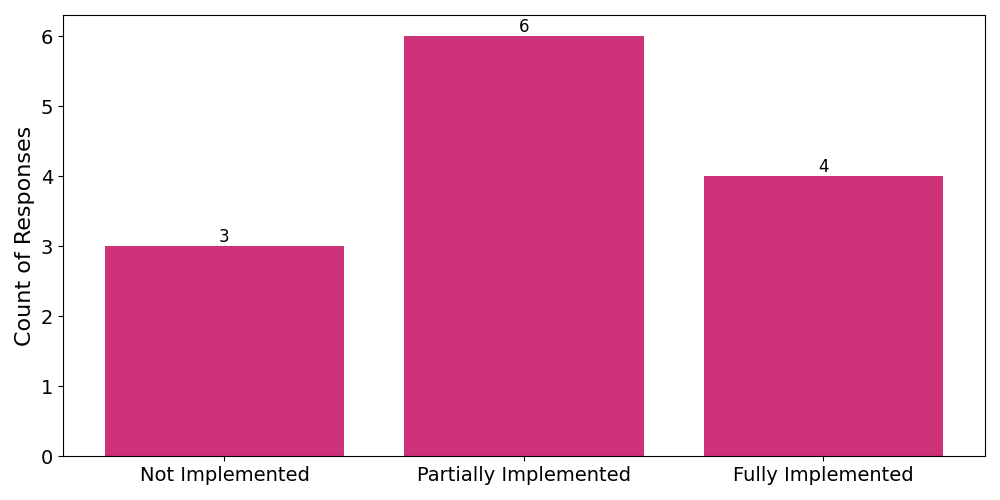 Count of Responses
6
5
4
3
2
1
0
3
6
4
Not Implemented
Partially Implemented
Fully Implemented